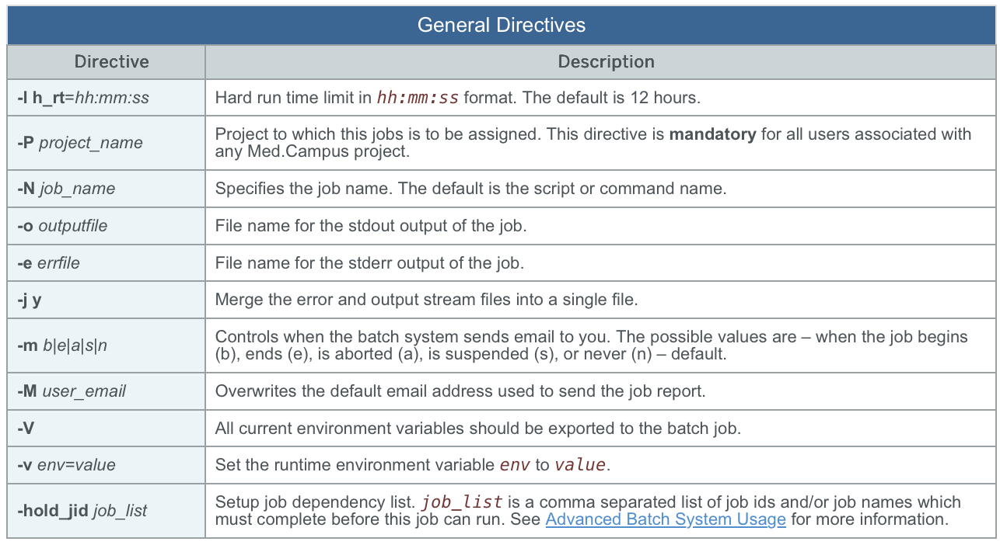 General Directives
Directive Description
-l h_rt=hh:mm:ss Hard run time limit in hh:mm:ss format. The default is 12 hours.
-P project_name Project to which this jobs is to be assigned. This directive is mandatory for all users associated with
any Med.Campus project.
-N job_name Specifies the job name. The default is the script or command name.
-o outputfile File name for the stdout output of the job.
-e errfile File name for the stderr output of the job.
-j y Merge the error and output stream files into a single file.
-m b|e|a|s|n Controls when the batch system sends email to you. The possible values are – when the job begins
(b), ends (e), is aborted (a), is suspended (s), or never (n) – default.
-M user_email Overwrites the default email address used to send the job report.
-V All current environment variables should be exported to the batch job.
-v env=value Set the runtime environment variable env to value.
-hold_jid job_list Setup job dependency list. job_list is a comma separated list of job ids and/or job names which
must complete before this job can run. See Advanced Batch System Usage for more information.